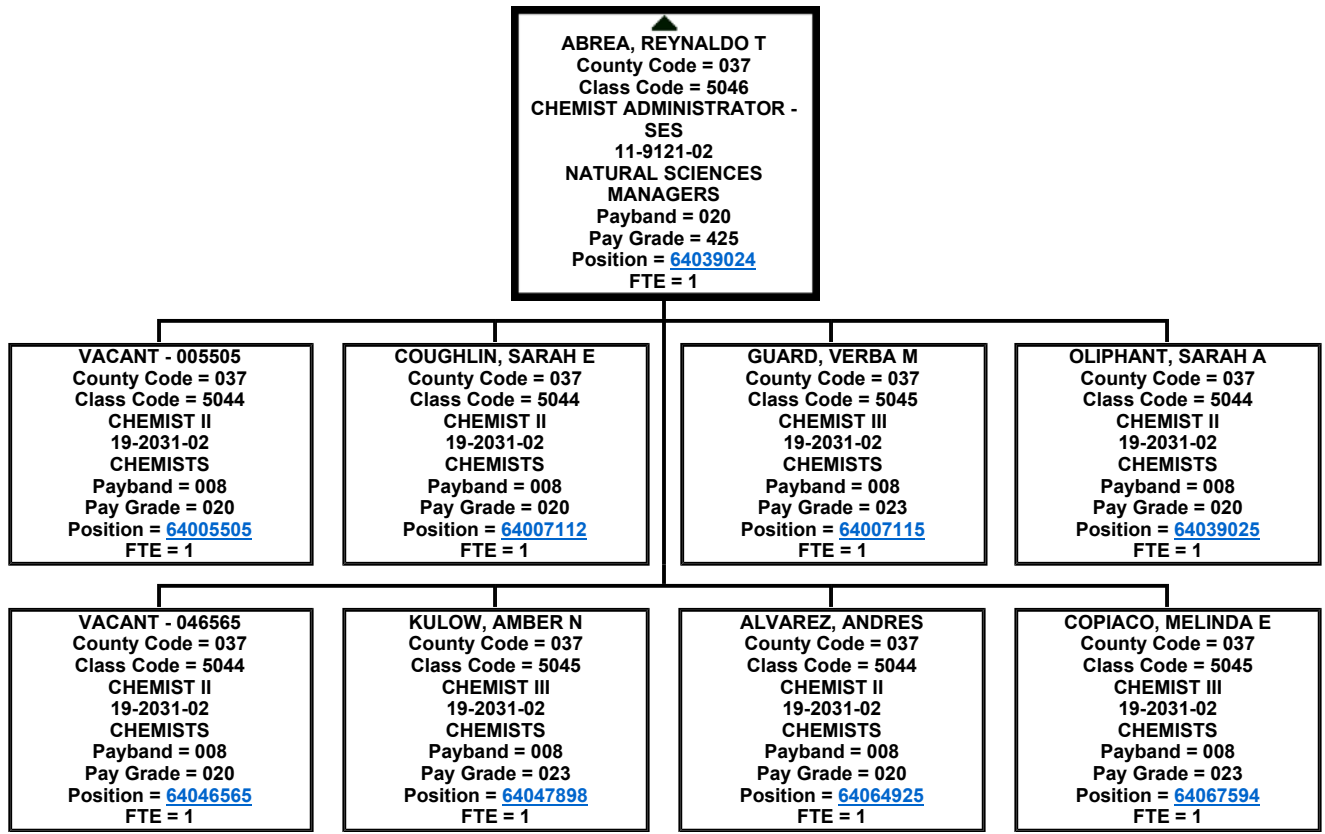 ABREA, REYNALDO T
County Code = 037
Class Code = 5046
CHEMIST ADMINISTRATOR -
SES
11-9121-02
NATURAL SCIENCES
MANAGERS
Payband = 020
Pay Grade = 425
Position = 64039024
FTE = 1
VACANT - 005505
County Code = 037
Class Code = 5044
CHEMIST II
19-2031-02
CHEMISTS
Payband = 008
Pay Grade = 020
Position = 64005505
FTE = 1
COUGHLIN, SARAH E
County Code = 037
Class Code = 5044
CHEMIST II
19-2031-02
CHEMISTS
Payband = 008
Pay Grade = 020
Position = 64007112
FTE = 1
GUARD, VERBA M
County Code = 037
Class Code = 5045
CHEMIST III
19-2031-02
CHEMISTS
Payband = 008
Pay Grade = 023
Position = 64007115
FTE = 1
OLIPHANT, SARAH A
County Code = 037
Class Code = 5044
CHEMIST II
19-2031-02
CHEMISTS
Payband = 008
Pay Grade = 020
Position = 64039025
FTE = 1
VACANT - 046565
County Code = 037
Class Code = 5044
CHEMIST II
19-2031-02
CHEMISTS
Payband = 008
Pay Grade = 020
Position = 64046565
FTE = 1
KULOW, AMBER N
County Code = 037
Class Code = 5045
CHEMIST III
19-2031-02
CHEMISTS
Payband = 008
Pay Grade = 023
Position = 64047898
FTE = 1
ALVAREZ, ANDRES
County Code = 037
Class Code = 5044
CHEMIST II
19-2031-02
CHEMISTS
Payband = 008
Pay Grade = 020
Position = 64064925
FTE = 1
COPIACO, MELINDA E
County Code = 037
Class Code = 5045
CHEMIST III
19-2031-02
CHEMISTS
Payband = 008
Pay Grade = 023
Position = 64067594
FTE = 1